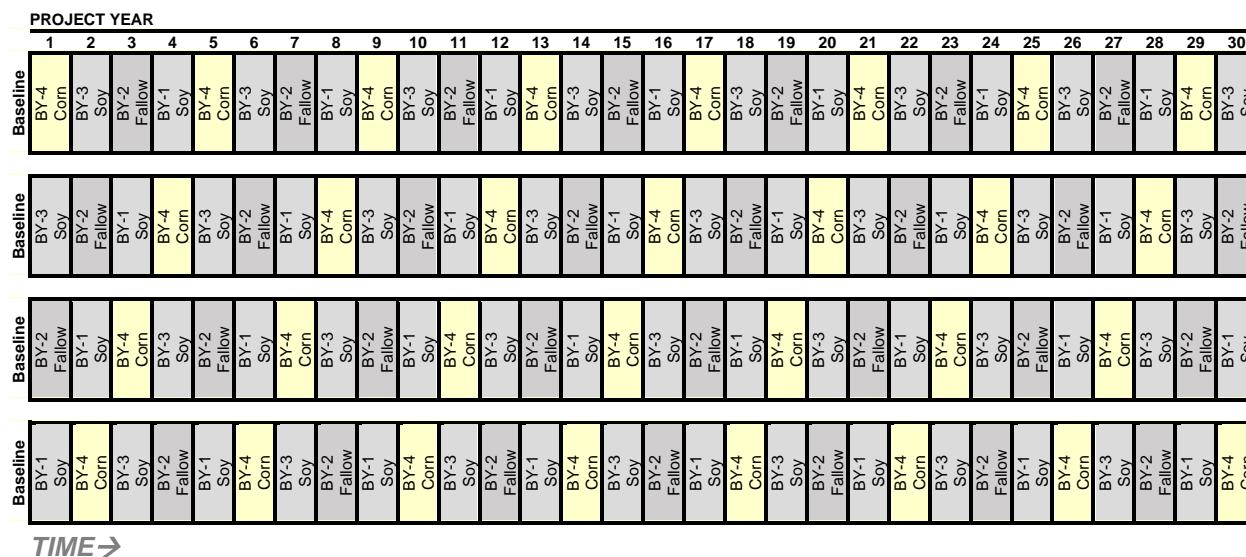 PROJECT YEAR
1 2 3 4 5 6 7 8 9 10 11 12 13 14 15 16 17 18 19 20 21 22 23 24 25 26 27 28 29 30
Baseline
BY-4 Corn
BY-3 Soy
BY-2 Fallow
BY-1 Soy
BY-4 Corn
BY-3 Soy
BY-2 Fallow
BY-1 Soy
BY-4 Corn
BY-3 Soy
BY-2 Fallow
BY-1 Soy
BY-4 Corn
BY-3 Soy
BY-2 Fallow
BY-1 Soy
BY-4 Corn
BY-3 Soy
BY-2 Fallow
BY-1 Soy
BY-4 Corn
BY-3 Soy
BY-2 Fallow
BY-1 Soy
BY-4 Corn
BY-3 Soy
BY-2 Fallow
BY-1 Soy
BY-4 Corn
BY-3 Soy
Baseline
BY-3 Soy
BY-2 Fallow
BY-1 Soy
BY-4 Corn
BY-3 Soy
BY-2 Fallow
BY-1 Soy
BY-4 Corn
BY-3 Soy
BY-2 Fallow
BY-1 Soy
BY-4 Corn
BY-3 Soy
BY-2 Fallow
BY-1 Soy
BY-4 Corn
BY-3 Soy
BY-2 Fallow
BY-1 Soy
BY-4 Corn
BY-3 Soy
BY-2 Fallow
BY-1 Soy
BY-4 Corn
BY-3 Soy
BY-2 Fallow
BY-1 Soy
BY-4 Corn
BY-3 Soy
BY-2 Fallow
Baseline
BY-2 Fallow
BY-1 Soy
BY-4 Corn
BY-3 Soy
BY-2 Fallow
BY-1 Soy
BY-4 Corn
BY-3 Soy
BY-2 Fallow
BY-1 Soy
BY-4 Corn
BY-3 Soy
BY-2 Fallow
BY-1 Soy
BY-4 Corn
BY-3 Soy
BY-2 Fallow
BY-1 Soy
BY-4 Corn
BY-3 Soy
BY-2 Fallow
BY-1 Soy
BY-4 Corn
BY-3 Soy
BY-2 Fallow
BY-1 Soy
BY-4 Corn
BY-3 Soy
BY-2 Fallow
BY-1 Soy
Baseline
BY-1 Soy
BY-4 Corn
BY-3 Soy
BY-2 Fallow
BY-1 Soy
BY-4 Corn
BY-3 Soy
BY-2 Fallow
BY-1 Soy
BY-4 Corn
BY-3 Soy
BY-2 Fallow
BY-1 Soy
BY-4 Corn
BY-3 Soy
BY-2 Fallow
BY-1 Soy
BY-4 Corn
BY-3 Soy
BY-2 Fallow
BY-1 Soy
BY-4 Corn
BY-3 Soy
BY-2 Fallow
BY-1 Soy
BY-4 Corn
BY-3 Soy
BY-2 Fallow
BY-1 Soy
BY-4 Corn
TIME→